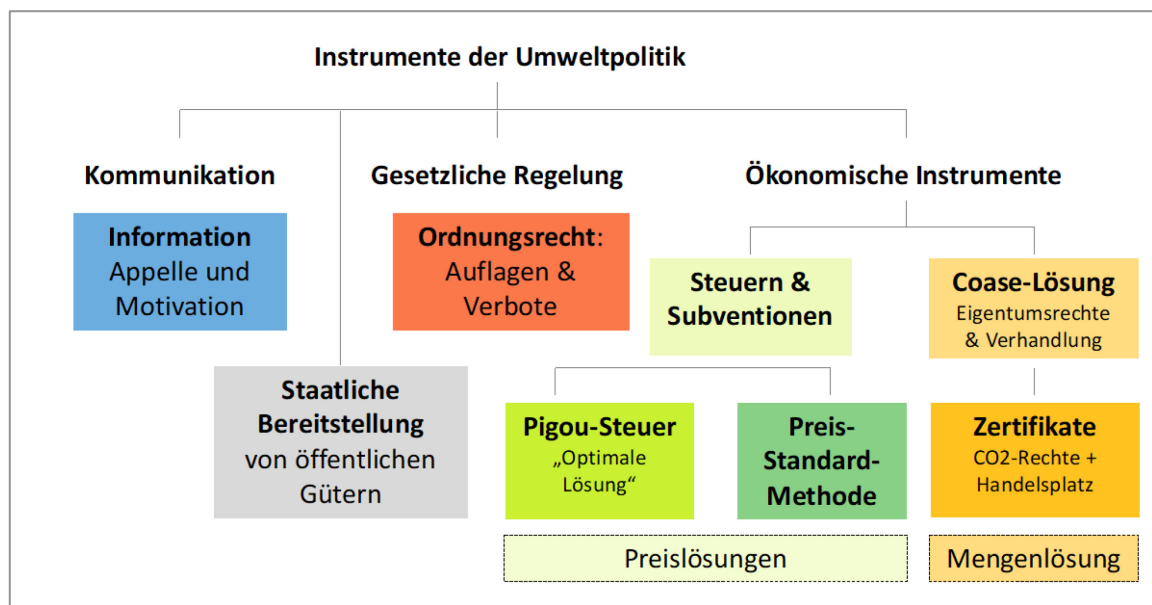 Instrumente der Umweltpolitik
Kommunikation
Gesetzliche Regelung
Ökonomische Instrumente
Information
Appelle und
Motivation
Ordnungsrecht:
Auflagen &
Verbote
Steuern &
Subventionen
Coase-Lösung
Eigentumsrechte
& Verhandlung
Staatliche
Bereitstellung
von öffentlichen
Gütern
Pigou-Steuer
„Optimale
Lösung“
Preis-
Standard-
Methode
Zertifikate
CO2-Rechte +
Handelsplatz
Preislösungen
Mengenlösung